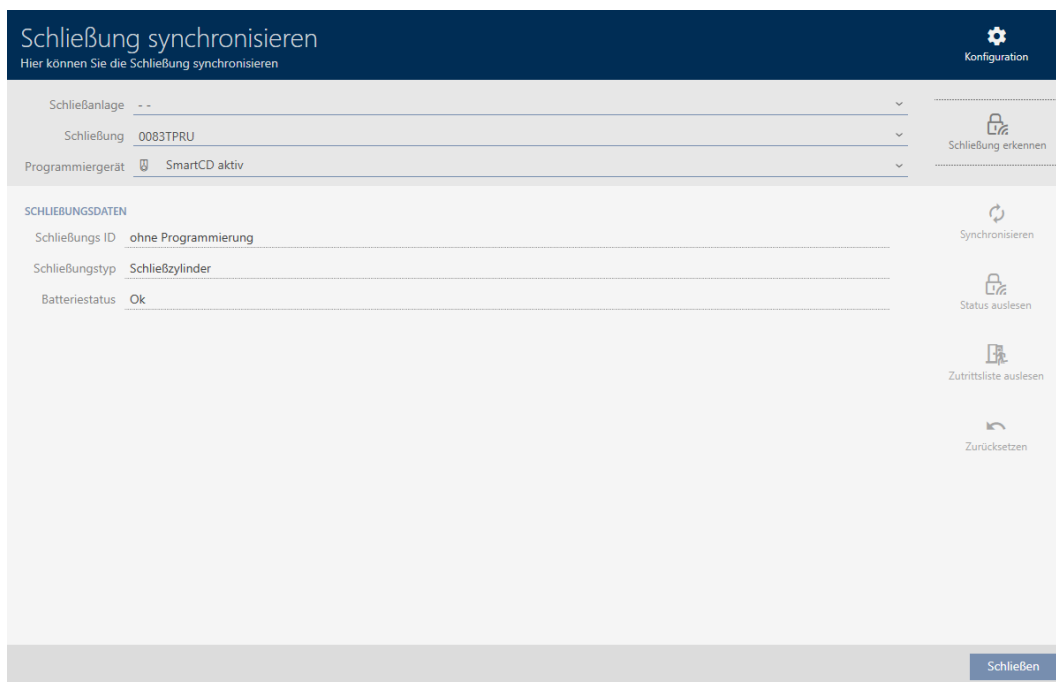 Schließung synchronisieren
Hier können Sie die Schließung synchronisieren
Konfiguration
Schließanlage - -
Schließung 0083TPRU
Programmiergerät SmartCD aktiv
Schließung erkennen
SCHLIEßUNGSDATEN
Schließungs ID ohne Programmierung
Schließungstyp Schließzylinder
Batteriestatus Ok
Synchronisieren
Status auslesen
Zutrittsliste auslesen
Zurücksetzen
Schließen